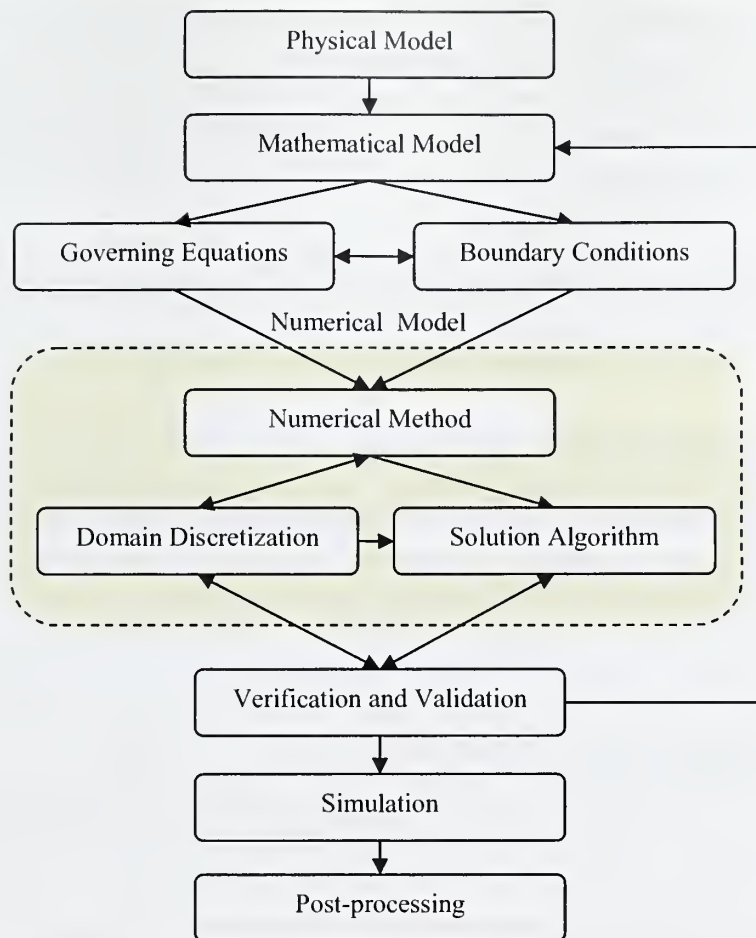 Physical Model
Mathematical Model
Governing Equations
Boundary Conditions
Numerical Model
Numerical Method
Domain Discretization
Solution Algorithm
Verification and Validation
Simulation
Post-processing